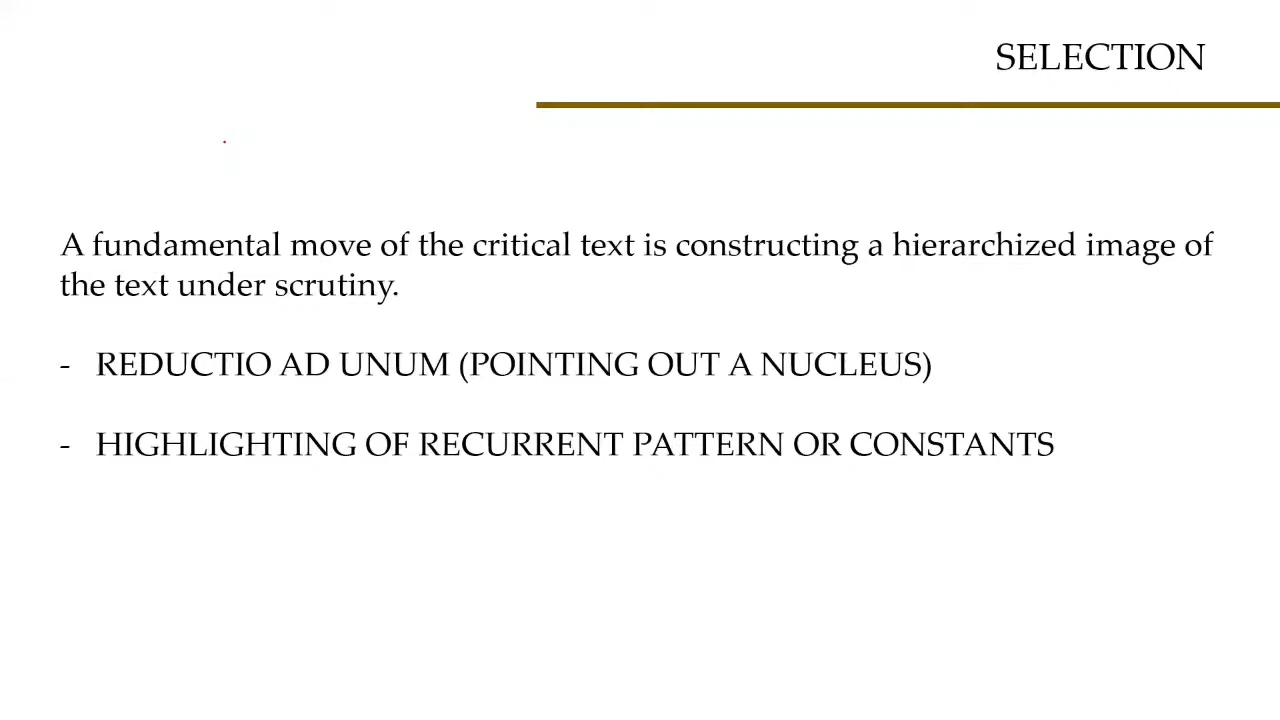 SELECTION
A fundamental move of the critical text is constructing a hierarchized image of
the text under scrutiny.
- REDUCTIO AD UNUM (POINTING OUT A NUCLEUS)
- HIGHLIGHTING OF RECURRENT PATTERN OR CONSTANTS